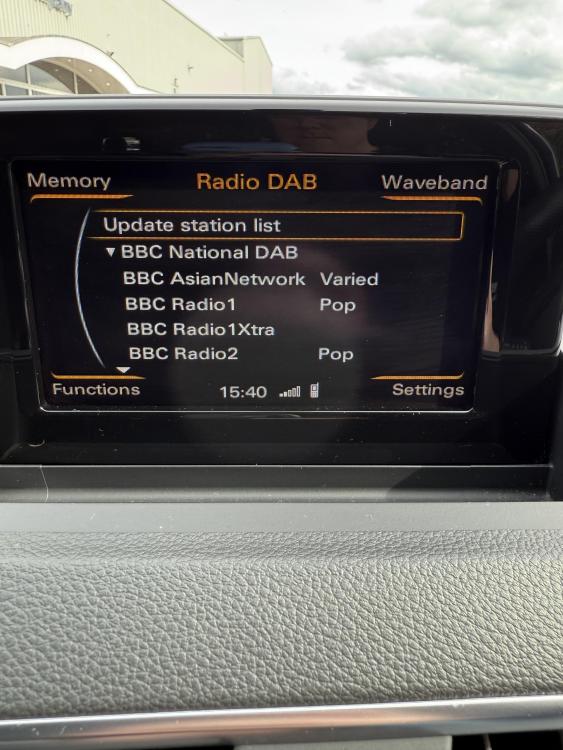 Memory Radio DAB Waveband
Update station list
BBC National DAB
BBC AsianNetwork Varied
BBC Radio1 Pop
BBC Radio1Xtra
BBC Radio2 Pop
Functions 15:40 Settings